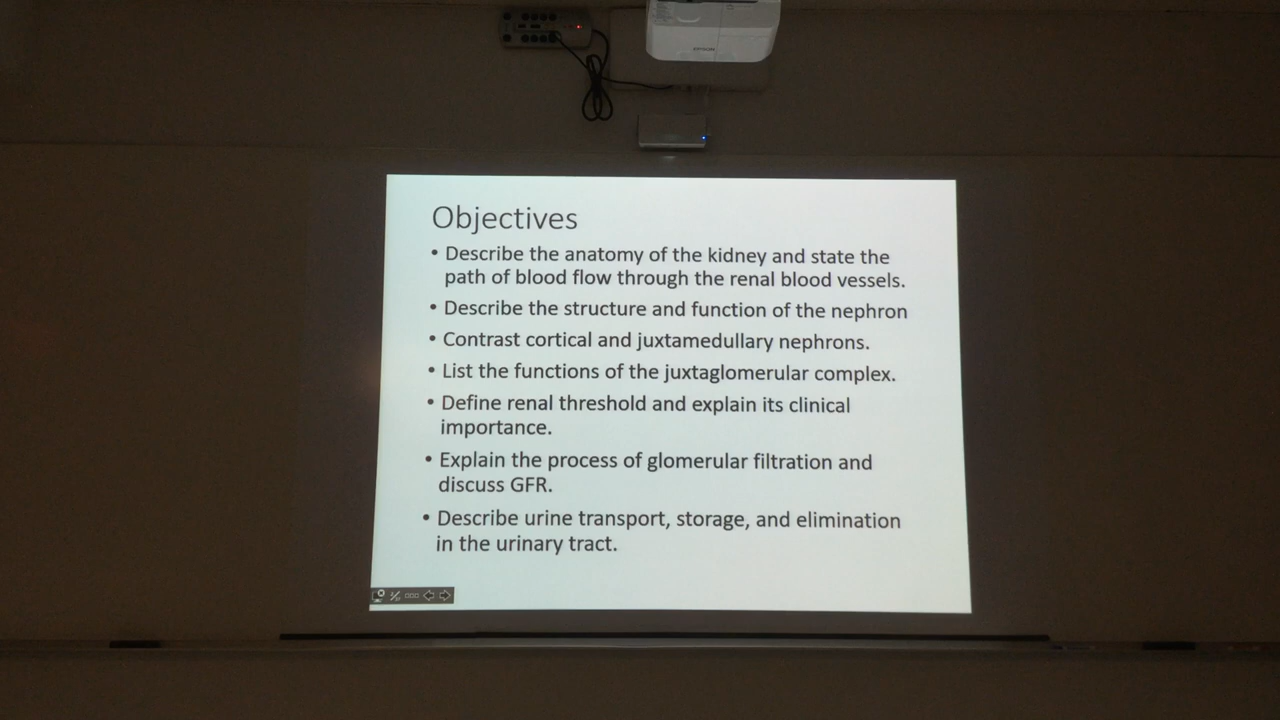 EPSON
Objectives
• Describe the anatomy of the kidney and state the
path of blood flow through the renal blood vessels.
• Describe the structure and function of the nephron
• Contrast cortical and juxtamedullary nephrons.
• List the functions of the juxtaglomerular complex.
• Define renal threshold and explain its clinical
importance.
• Explain the process of glomerular filtration and
discuss GFR.
• Describe urine transport, storage, and elimination
in the urinary tract.